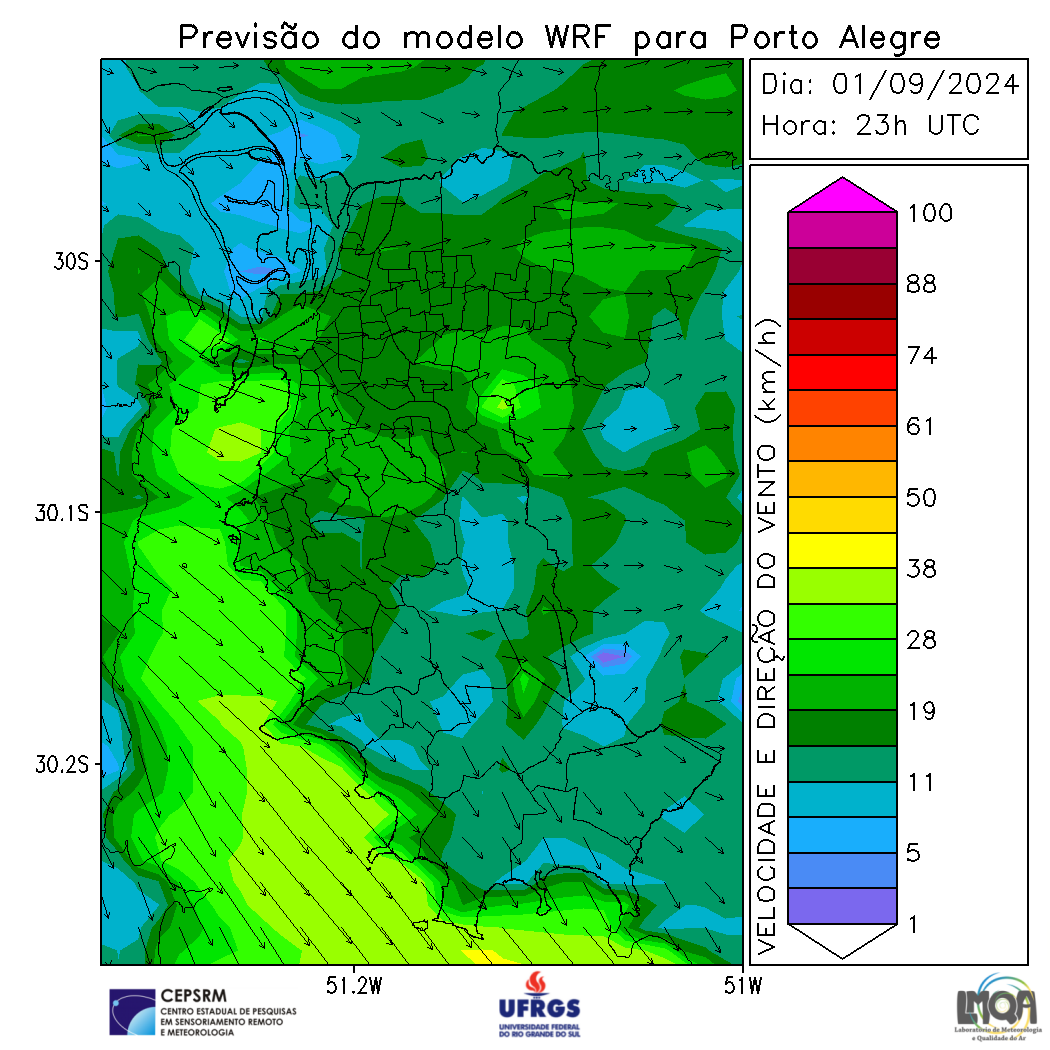 Previsão do modelo WRF para Porto Alegre
Dia: 01/09/2024
Hora: 23h UTC
30S
30.1S
30.2S
51.2W
51W
VELOCIDADE E DIREÇÃO DO VENTO (km/h)
100
88
74
61
50
38
28
19
11
5
1
CEPSRM
CENTRO ESTADUAL DE PESQUISAS
EM SENSORIAMENTO REMOTO
E METEOROLOGIA
UFRGS
UNIVERSIDADE FEDERAL
DO RIO GRANDE DO SUL
LMQA
Laboratório de Meteorologia
e Qualidade do Ar